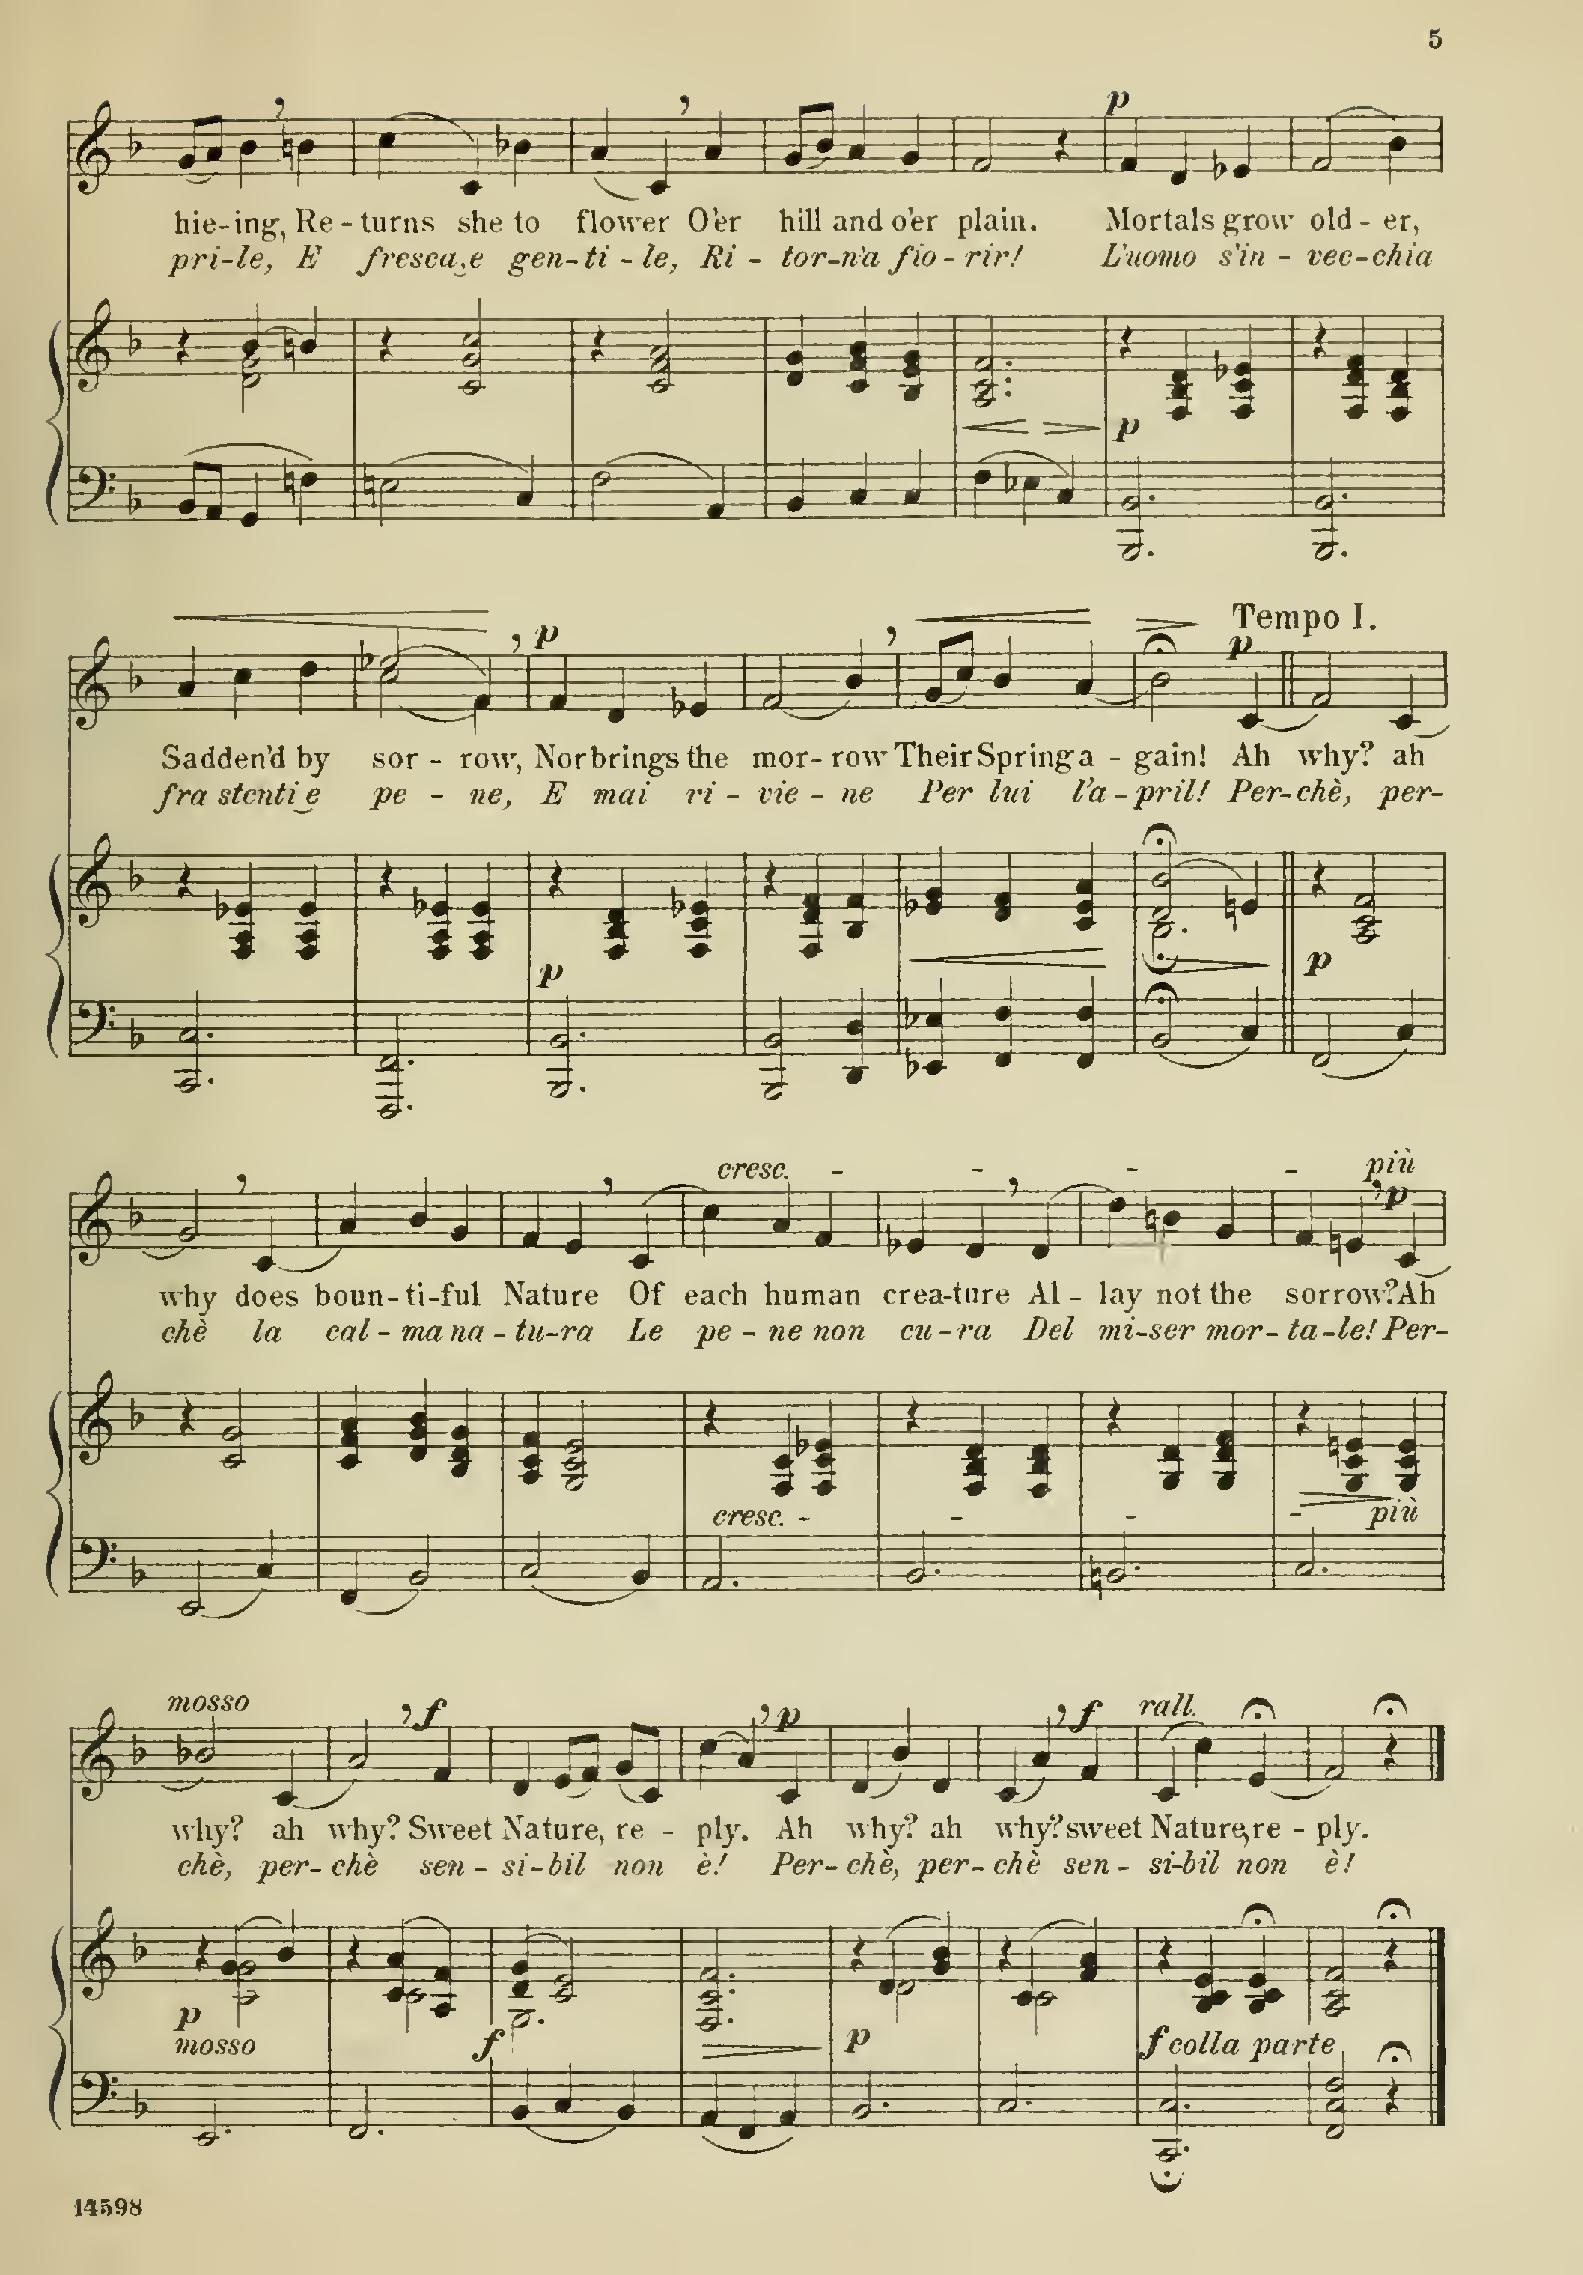 5
p
hie-ing, Re-turns she to flower O'er hill and o'er plain. Mortals grow old-er,
pri-le, E fresca,e gen-ti-le, Ri-tor-n'a fio-rir! L'uomo s'in-vec-chia
p
Tempo I.
p p
Sadden'd by sor-row, Nor brings the mor-row Their Spring a-gain! Ah why? ah
fra stenti e pe-ne, E mai ri-vie-ne Per lui l'a-pril! Per-chè, per-
p p
cresc. - - - - più
p
why does boun-ti-ful Nature Of each human crea-ture Al-lay not the sorrow? Ah
chè la cal-ma na-tu-ra Le pe-ne non cu-ra Del mi-ser mor-ta-le! Per-
cresc. - - - - più
mosso f p f rall.
why? ah why? Sweet Nature, re-ply. Ah why? ah why? sweet Nature, re-ply.
chè, per-chè sen-si-bil non è! Per-chè, per-chè sen-si-bil non è!
p f p f colla parte
mosso
14598